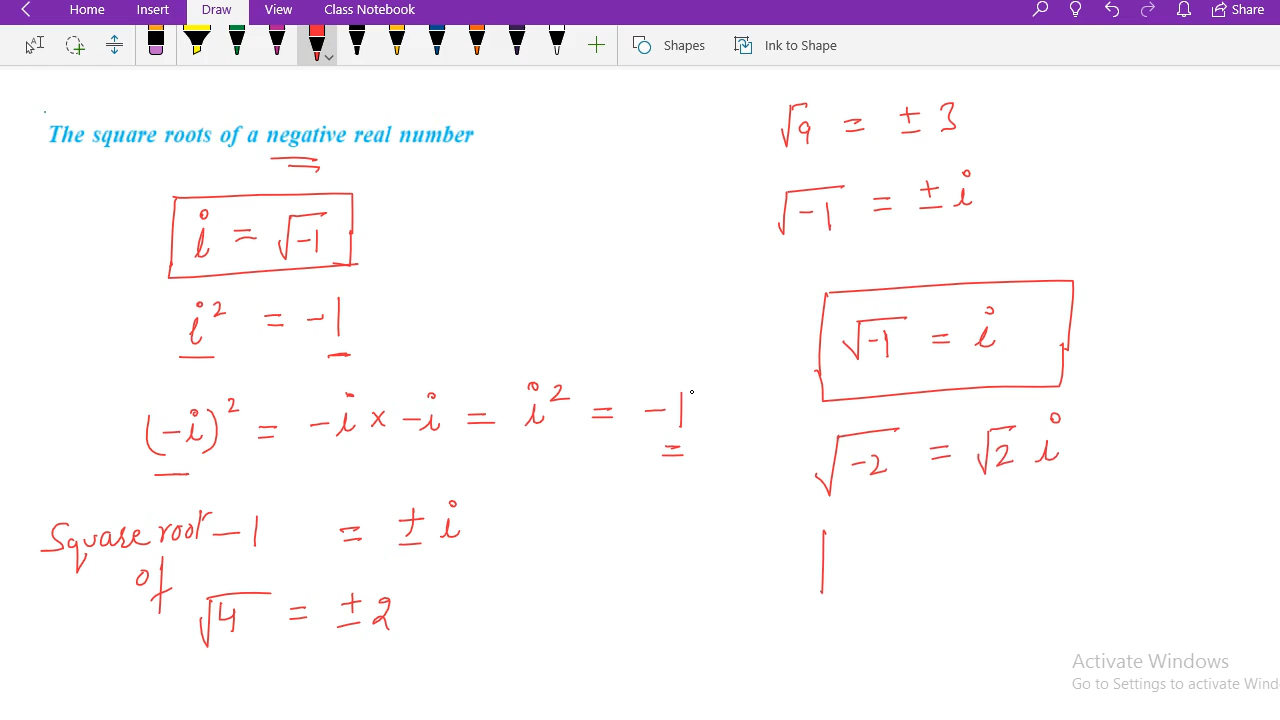 Home Insert Draw View Class Notebook Share
Shapes Ink to Shape
The square roots of a negative real number
i = √-1
i² = -1
(-i)² = -i × -i = i² = -1
Square root -1 = ± i
of
√4 = ± 2
√9 = ± 3
√-1 = ± i
√-1 = i
√-2 = √2 i
Activate Windows
Go to Settings to activate Wind